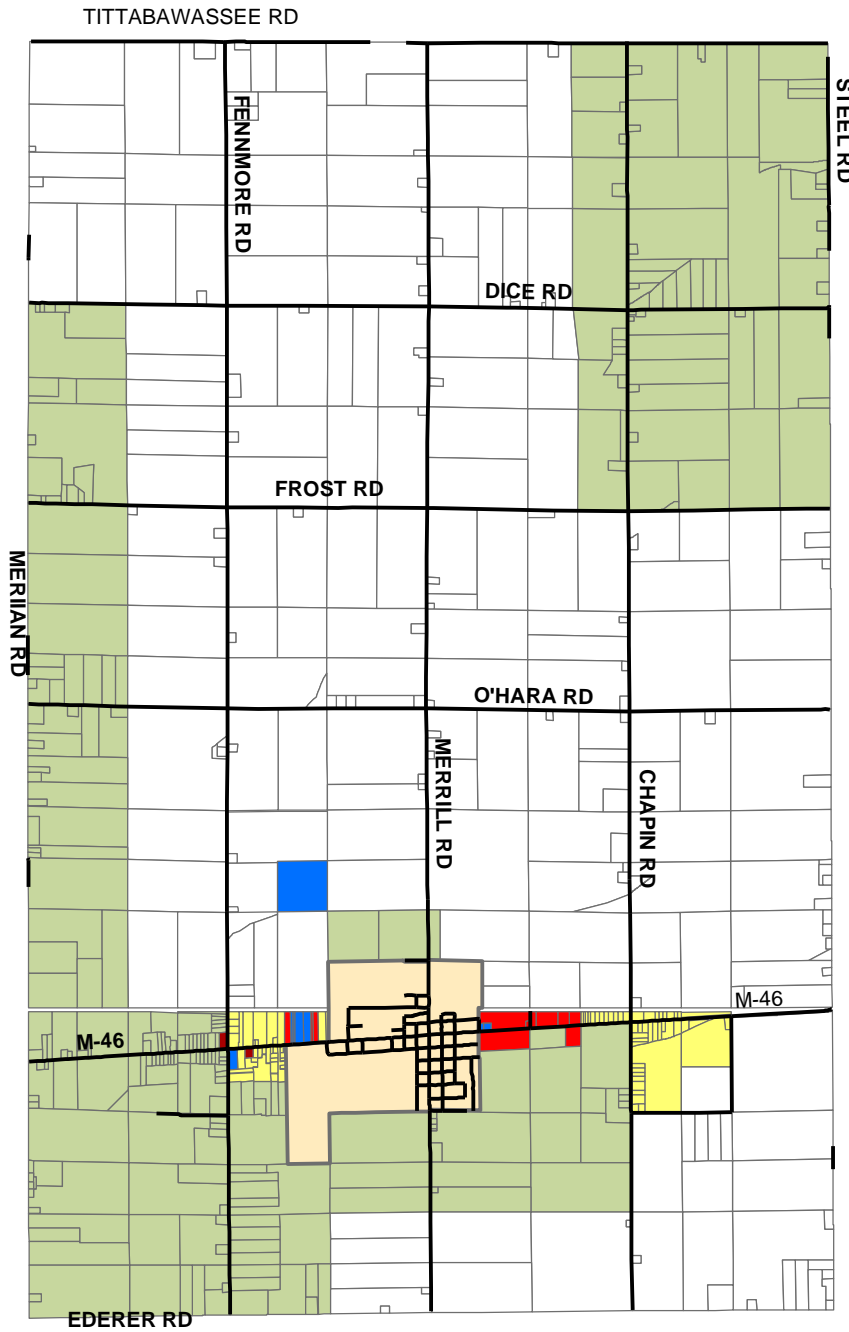 TITTABAWASSEE RD
STEEL RD
FENNMORE RD
DICE RD
FROST RD
MERIIAN RD
O'HARA RD
MERRILL RD
CHAPIN RD
M-46
M-46
EDERER RD